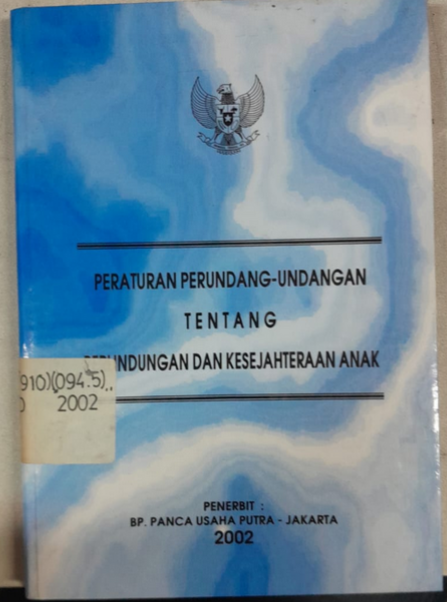 PERATURAN PERUNDANG-UNDANGAN
TENTANG
DAN KESEJAHTERAAN ANAK
910)(094.5),,
2002
PENERBIT :
BP. PANCA USAHA PUTRA - JAKARTA
2002